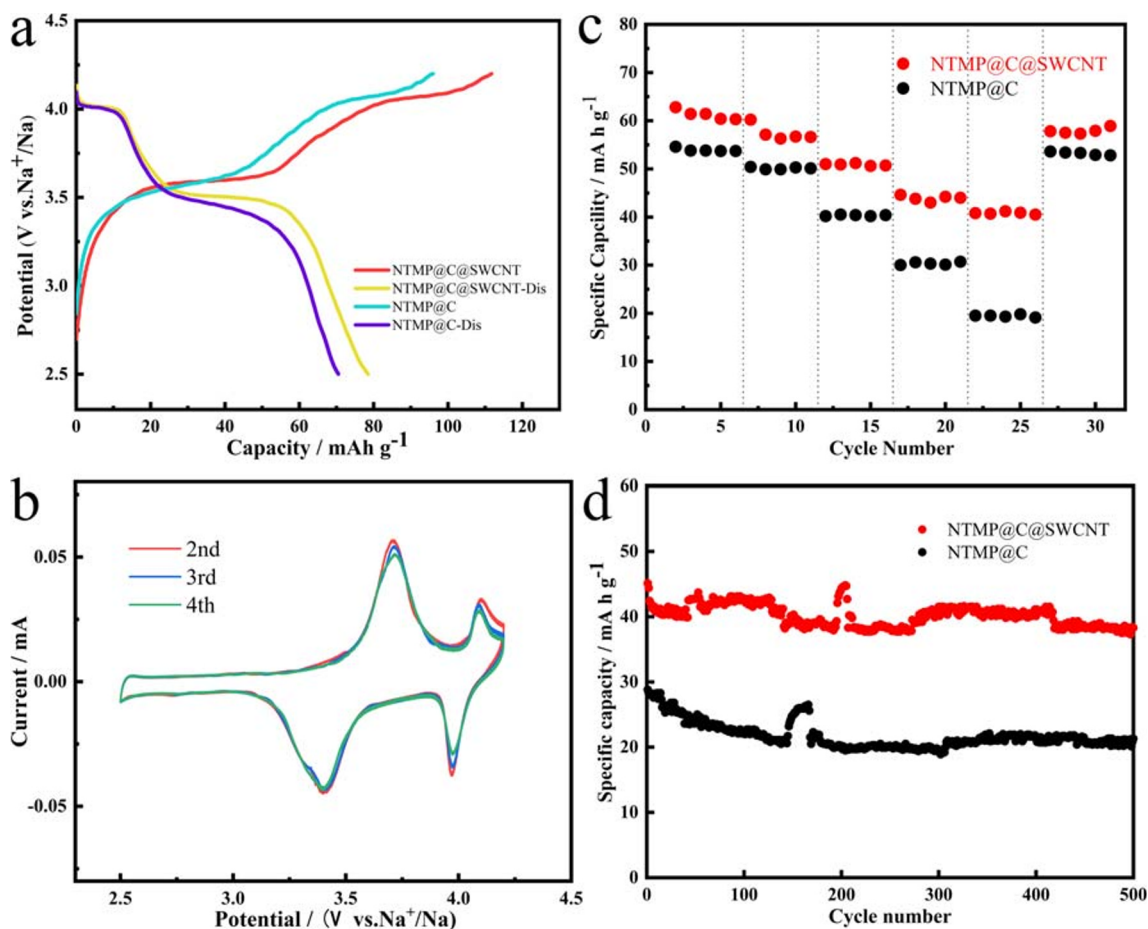 a
4.5
4.0
3.5
3.0
2.5
Potential (V vs.Na+/Na)
NTMP@C@SWCNT
NTMP@C@SWCNT-Dis
NTMP@C
NTMP@C-Dis
0 20 40 60 80 100 120
Capacity / mAh g-1
c
80
70
60
50
40
30
20
10
0
Specific Capcility / mA h g-1
NTMP@C@SWCNT
NTMP@C
0 5 10 15 20 25 30
Cycle Number
b
0.05
0.00
-0.05
Current / mA
2nd
3rd
4th
2.5 3.0 3.5 4.0 4.5
Potential / (V vs.Na+/Na)
d
60
50
40
30
20
10
0
Specific capacity / mA h g-1
NTMP@C@SWCNT
NTMP@C
0 100 200 300 400 500
Cycle number